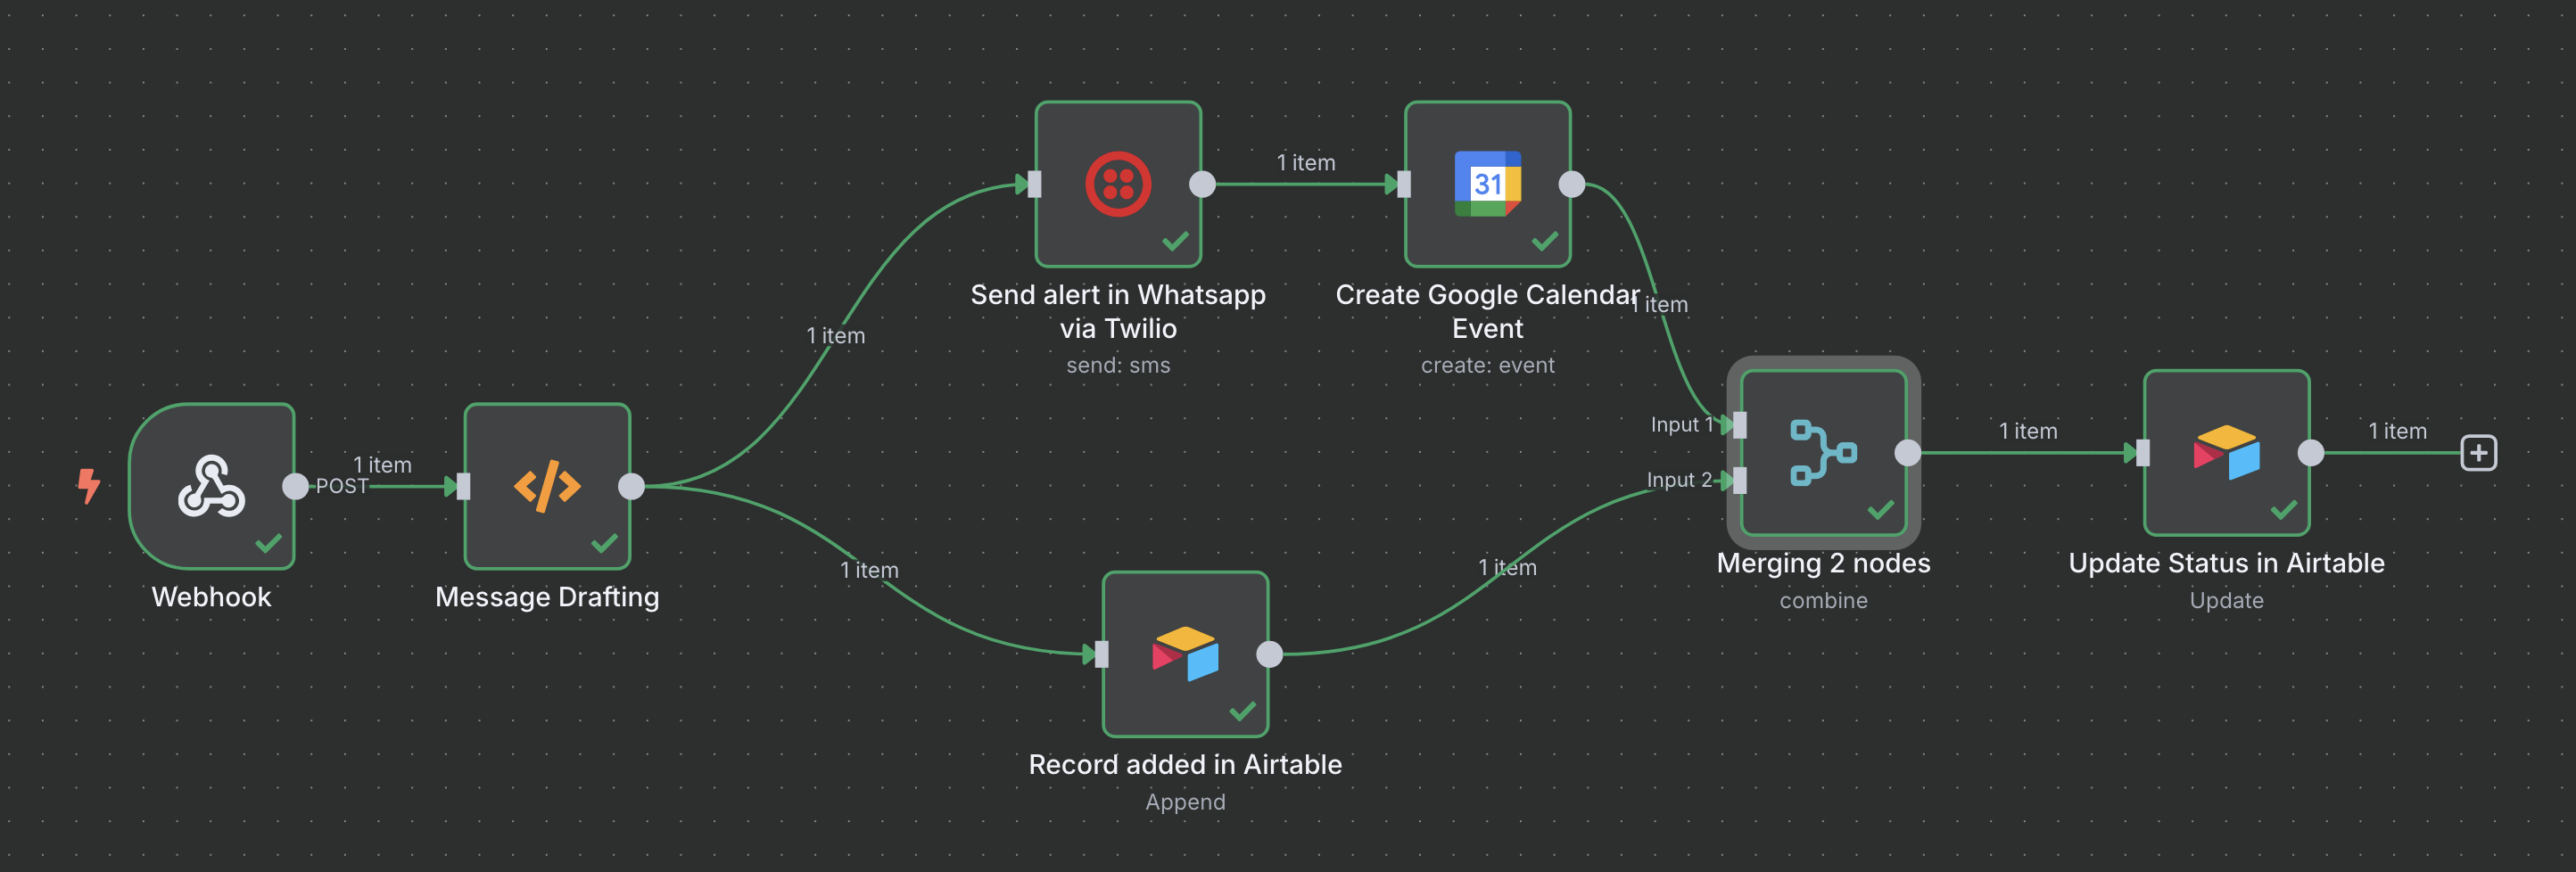 POST
1 item
Webhook
Message Drafting
1 item
1 item
Send alert in Whatsapp
via Twilio
send: sms
1 item
31
Create Google Calendar
Event
create: event
1 item
Record added in Airtable
Append
1 item
Input 1
Input 2
Merging 2 nodes
combine
1 item
Update Status in Airtable
Update
1 item